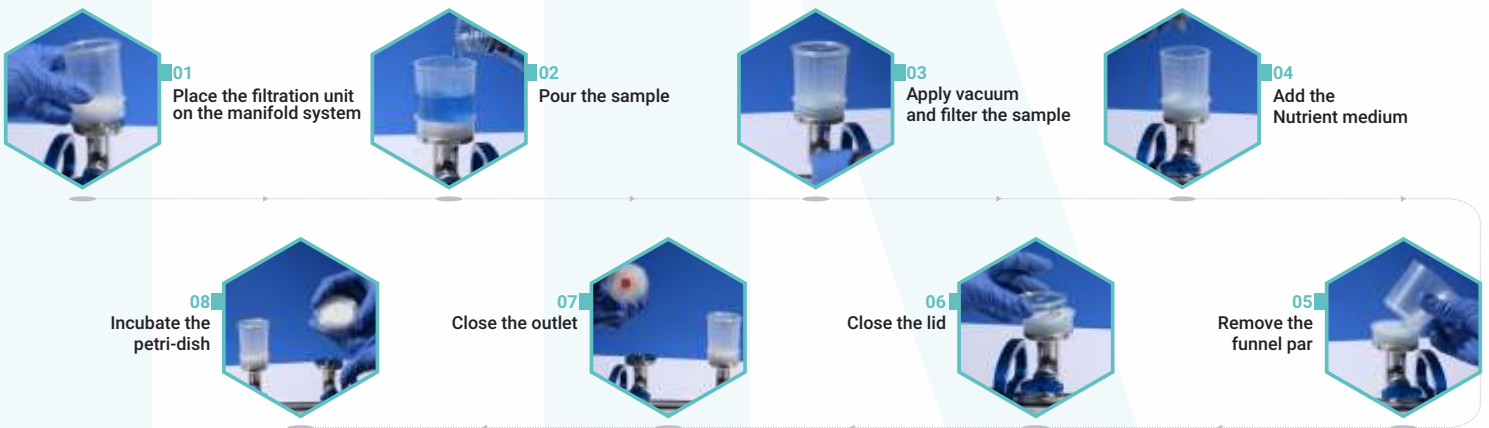 01
Place the filtration unit
on the manifold system
02
Pour the sample
03
Apply vacuum
and filter the sample
04
Add the
Nutrient medium
05
Remove the
funnel par
06
Close the lid
07
Close the outlet
08
Incubate the
petri-dish